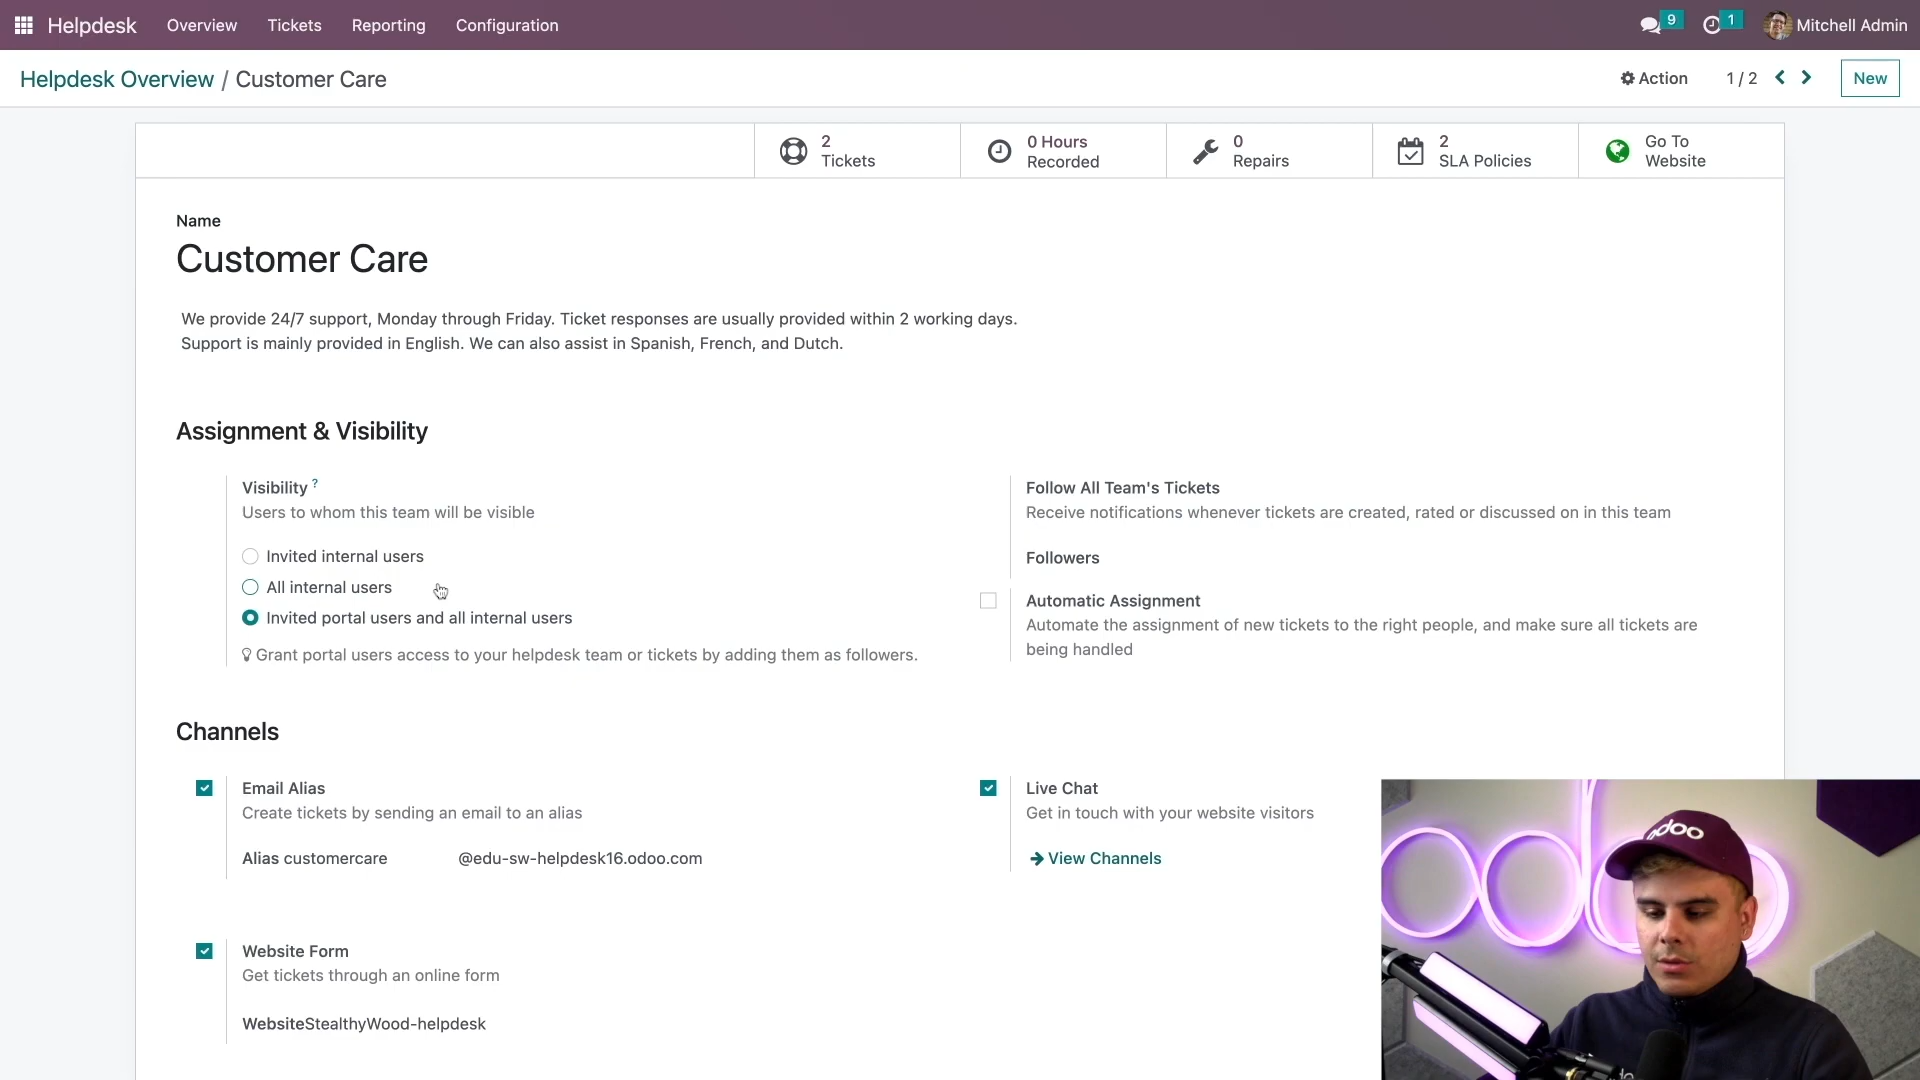 Helpdesk Overview Tickets Reporting Configuration 9 1 Mitchell Admin
Helpdesk Overview / Customer Care Action 1 / 2 New
2 Tickets
0 Hours Recorded
0 Repairs
2 SLA Policies
Go To Website
Name
Customer Care
We provide 24/7 support, Monday through Friday. Ticket responses are usually provided within 2 working days.
Support is mainly provided in English. We can also assist in Spanish, French, and Dutch.
Assignment & Visibility
Visibility ?
Users to whom this team will be visible
Invited internal users
All internal users
Invited portal users and all internal users
Grant portal users access to your helpdesk team or tickets by adding them as followers.
Follow All Team's Tickets
Receive notifications whenever tickets are created, rated or discussed on in this team
Followers
Automatic Assignment
Automate the assignment of new tickets to the right people, and make sure all tickets are
being handled
Channels
Email Alias
Create tickets by sending an email to an alias
Alias customercare @edu-sw-helpdesk16.odoo.com
Live Chat
Get in touch with your website visitors
View Channels
Website Form
Get tickets through an online form
WebsiteStealthyWood-helpdesk
odoo
odoo